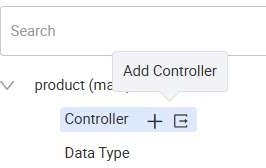 Search
Add Controller
product (ma
Controller
Data Type